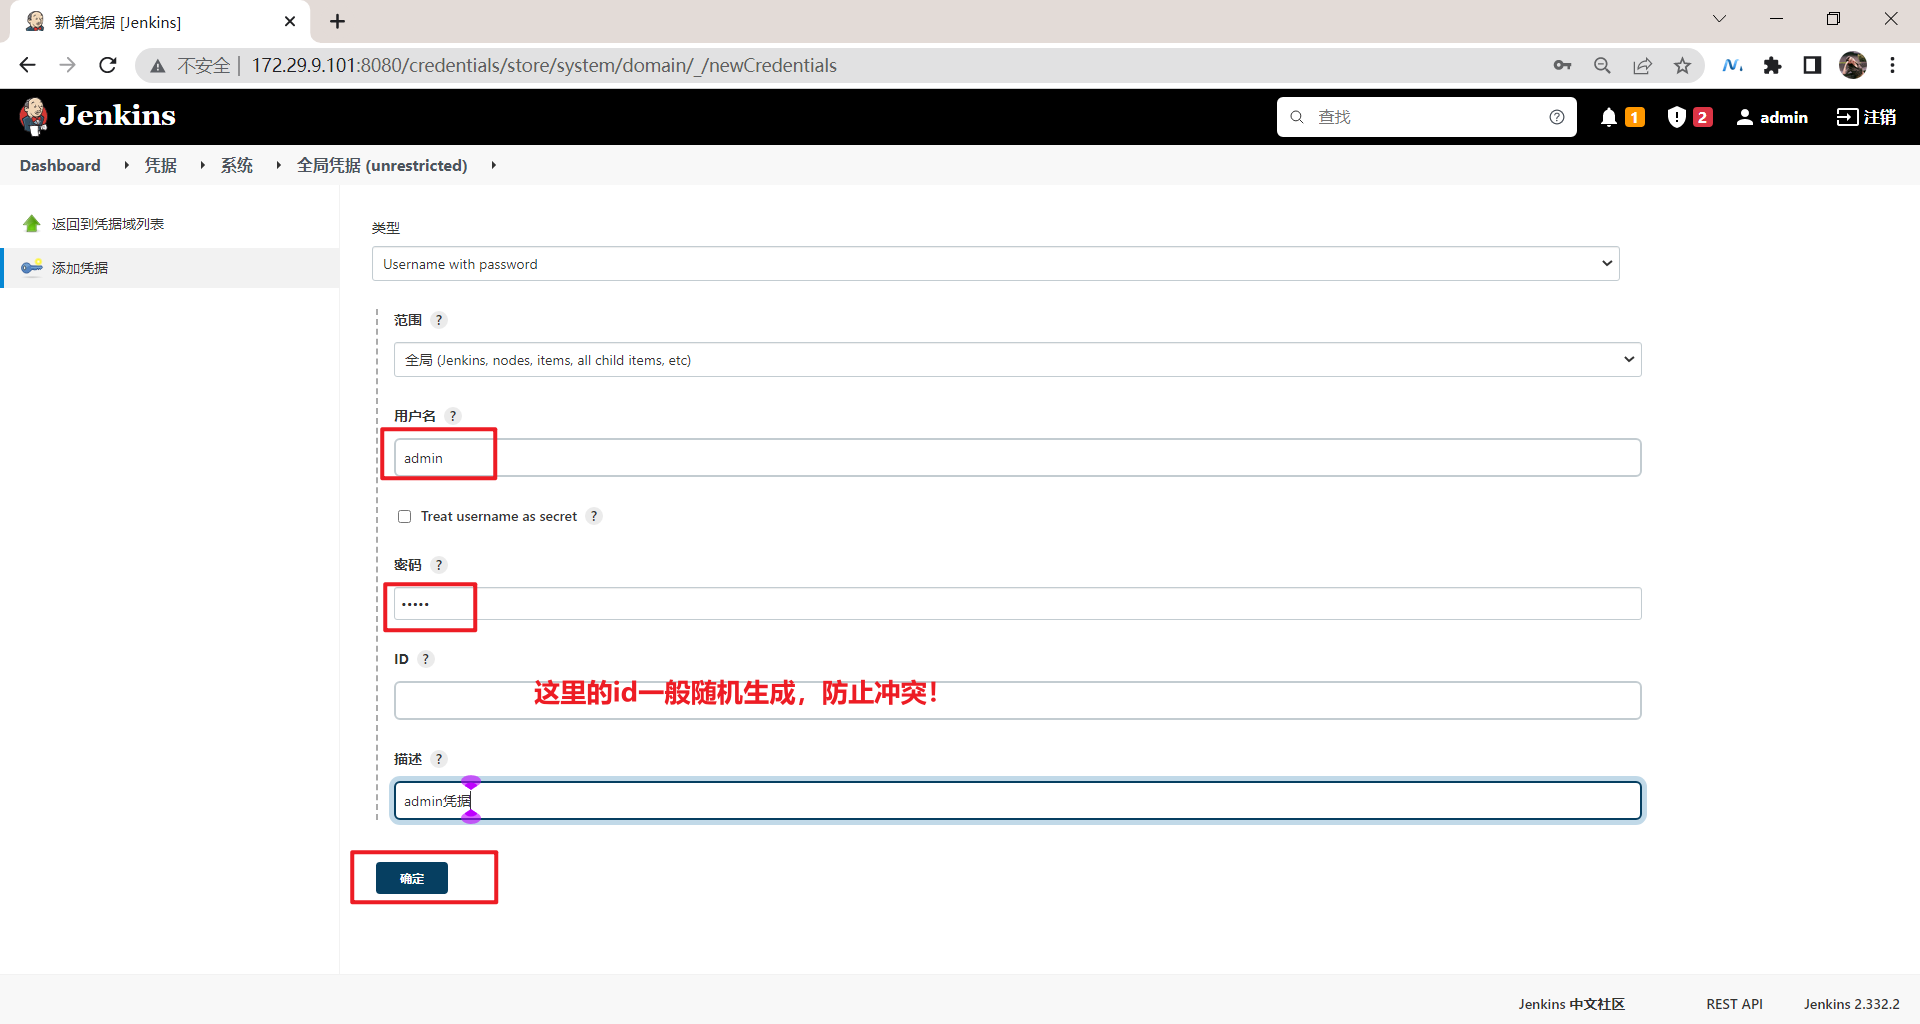 新增凭据 [Jenkins]
不安全 172.29.9.101:8080/credentials/store/system/domain/_/newCredentials
Jenkins
查找
1
2
admin
注销
Dashboard
凭据
系统
全局凭据 (unrestricted)
返回到凭据域列表
添加凭据
类型
Username with password
范围 ?
全局 (Jenkins, nodes, items, all child items, etc)
用户名 ?
admin
Treat username as secret ?
密码 ?
•••••
ID ?
这里的id一般随机生成，防止冲突！
描述 ?
admin凭据
确定
Jenkins 中文社区
REST API
Jenkins 2.332.2